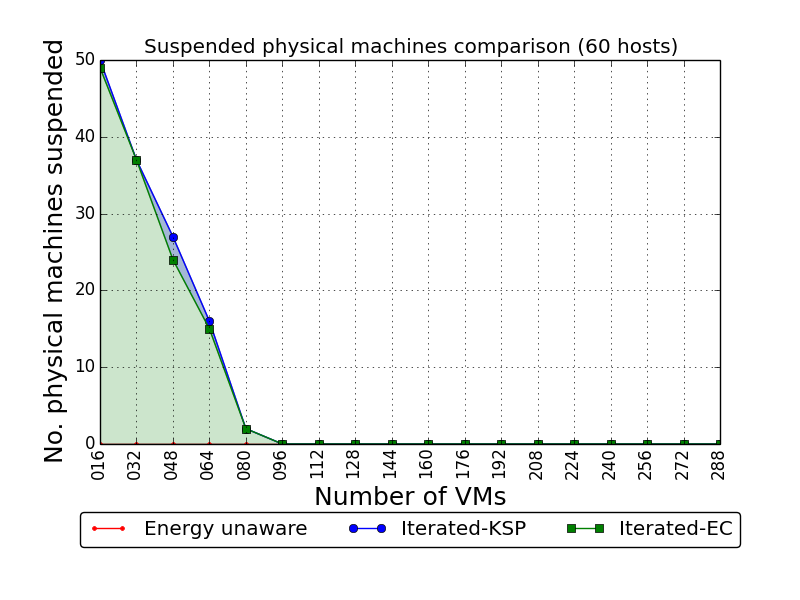 Suspended physical machines comparison (60 hosts)
No. physical machines suspended
50
40
30
20
10
0
016 032 048 064 080 096 112 128 144 160 176 192 208 224 240 256 272 288
Number of VMs
Energy unaware Iterated-KSP Iterated-EC